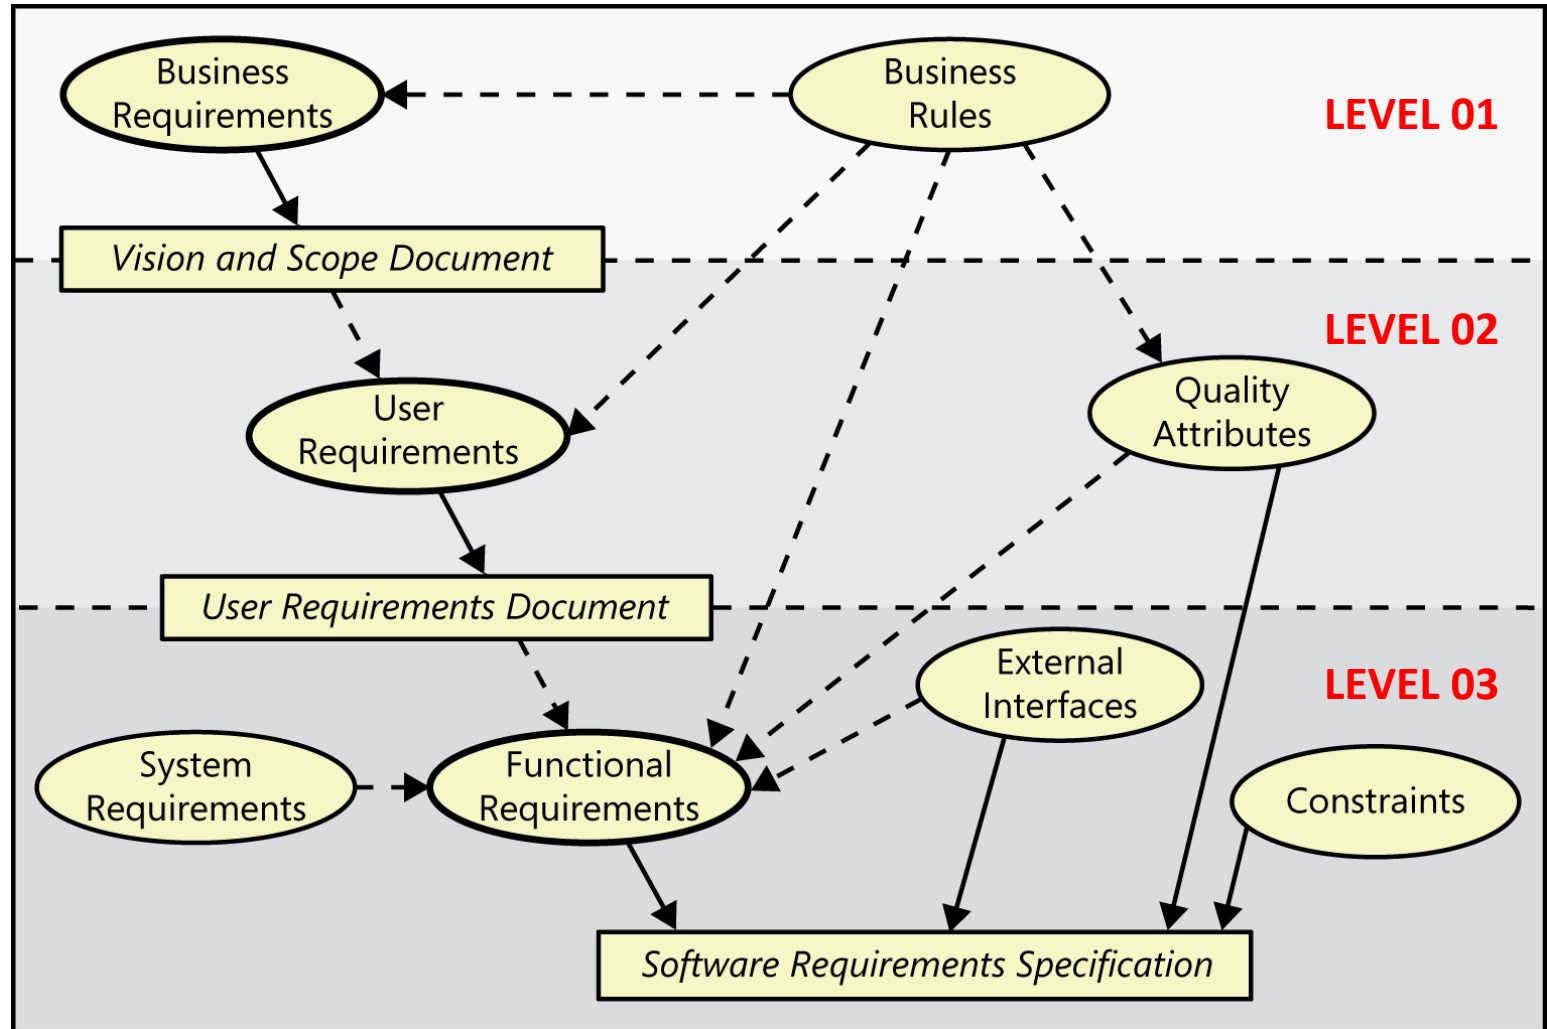 Business
Requirements
Business
Rules
LEVEL 01
Vision and Scope Document
LEVEL 02
User
Requirements
Quality
Attributes
User Requirements Document
External
Interfaces
LEVEL 03
System
Requirements
Functional
Requirements
Constraints
Software Requirements Specification